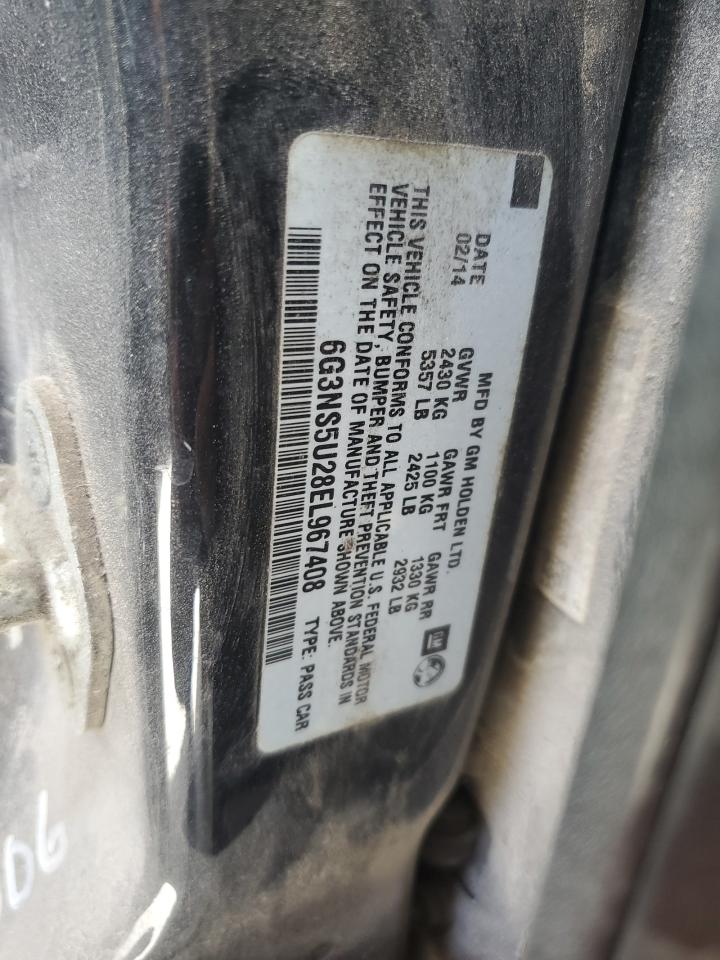 MFD BY GM HOLDEN LTD.
DATE GVWR GAWR FRT GAWR RR
02/14 2430 KG 1100 KG 1330 KG
5357 LB 2425 LB 2932 LB
GM
THIS VEHICLE CONFORMS TO ALL APPLICABLE U.S. FEDERAL MOTOR
VEHICLE SAFETY, BUMPER AND THEFT PREVENTION STANDARDS IN
EFFECT ON THE DATE OF MANUFACTURE SHOWN ABOVE.
6G3NS5U28EL967408 TYPE: PASS CAR